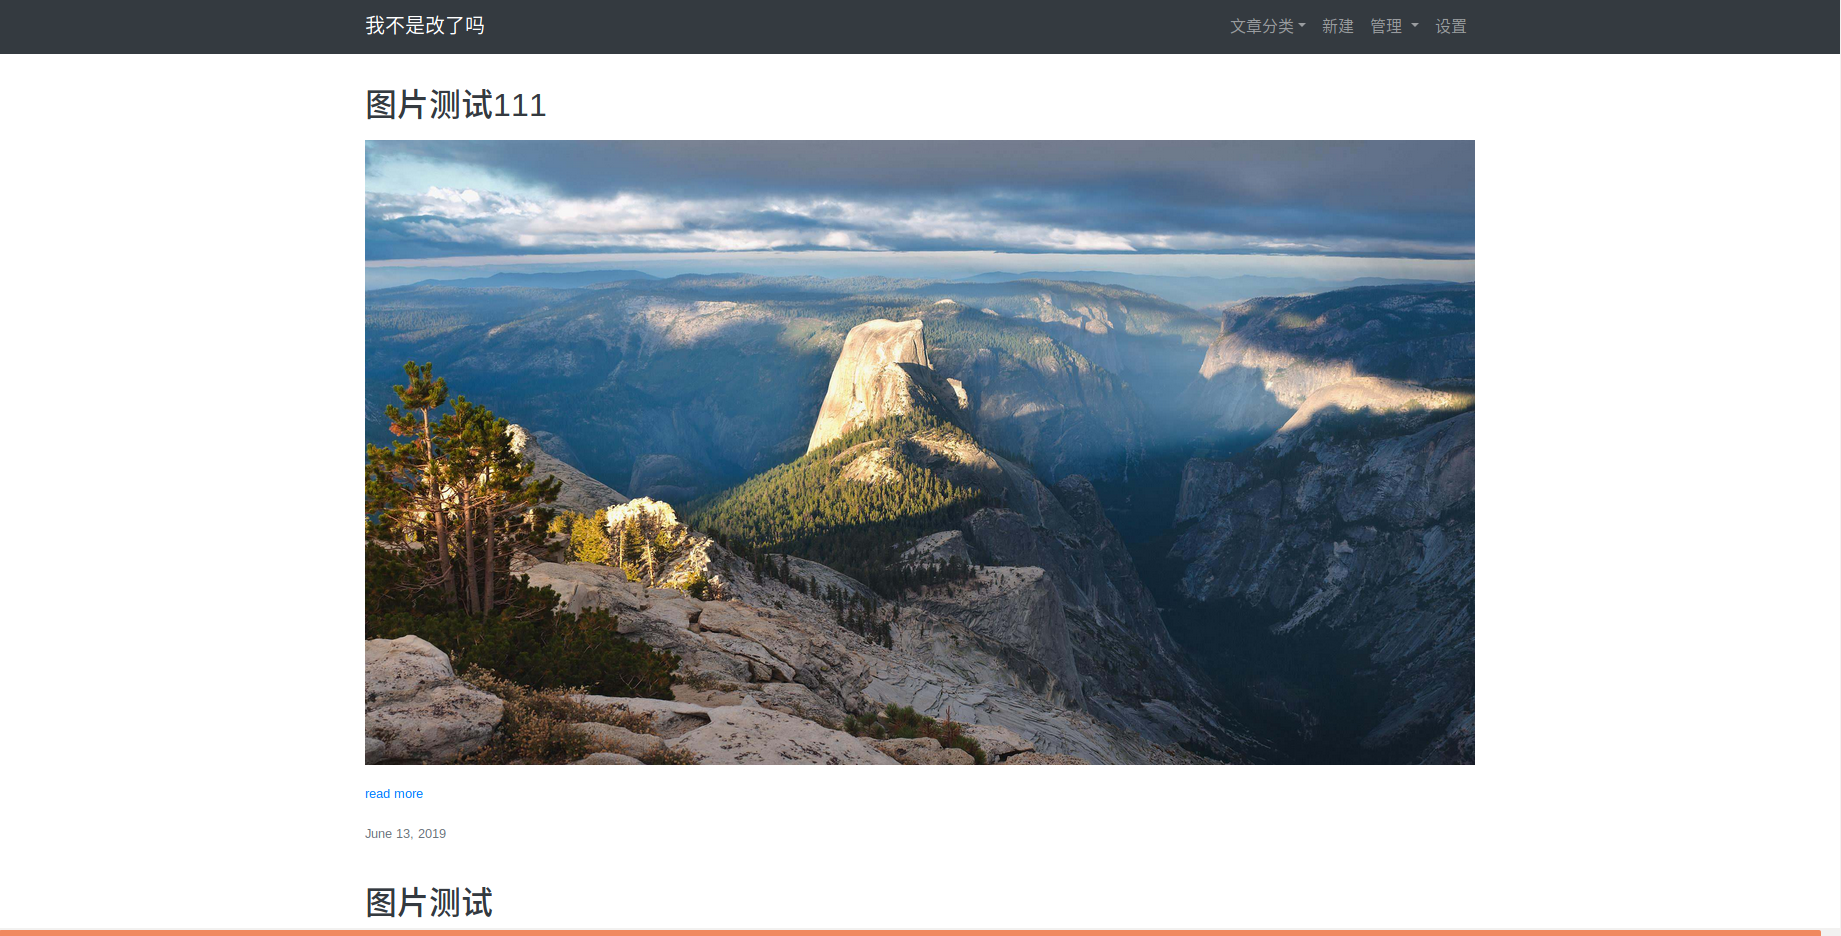 我不是改了吗
文章分类 新建 管理 设置
图片测试111
read more
June 13, 2019
图片测试